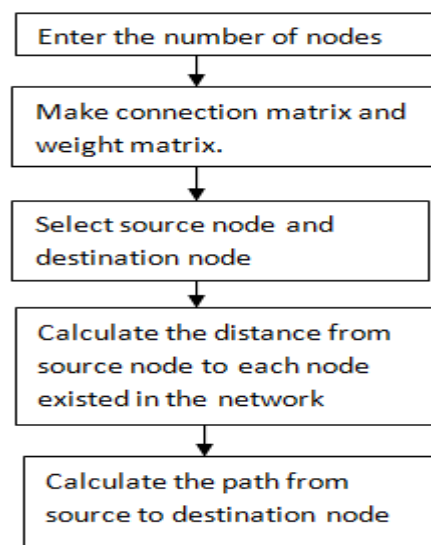 Enter the number of nodes
Make connection matrix and
weight matrix.
Select source node and
destination node
Calculate the distance from
source node to each node
existed in the network
Calculate the path from
source to destination node